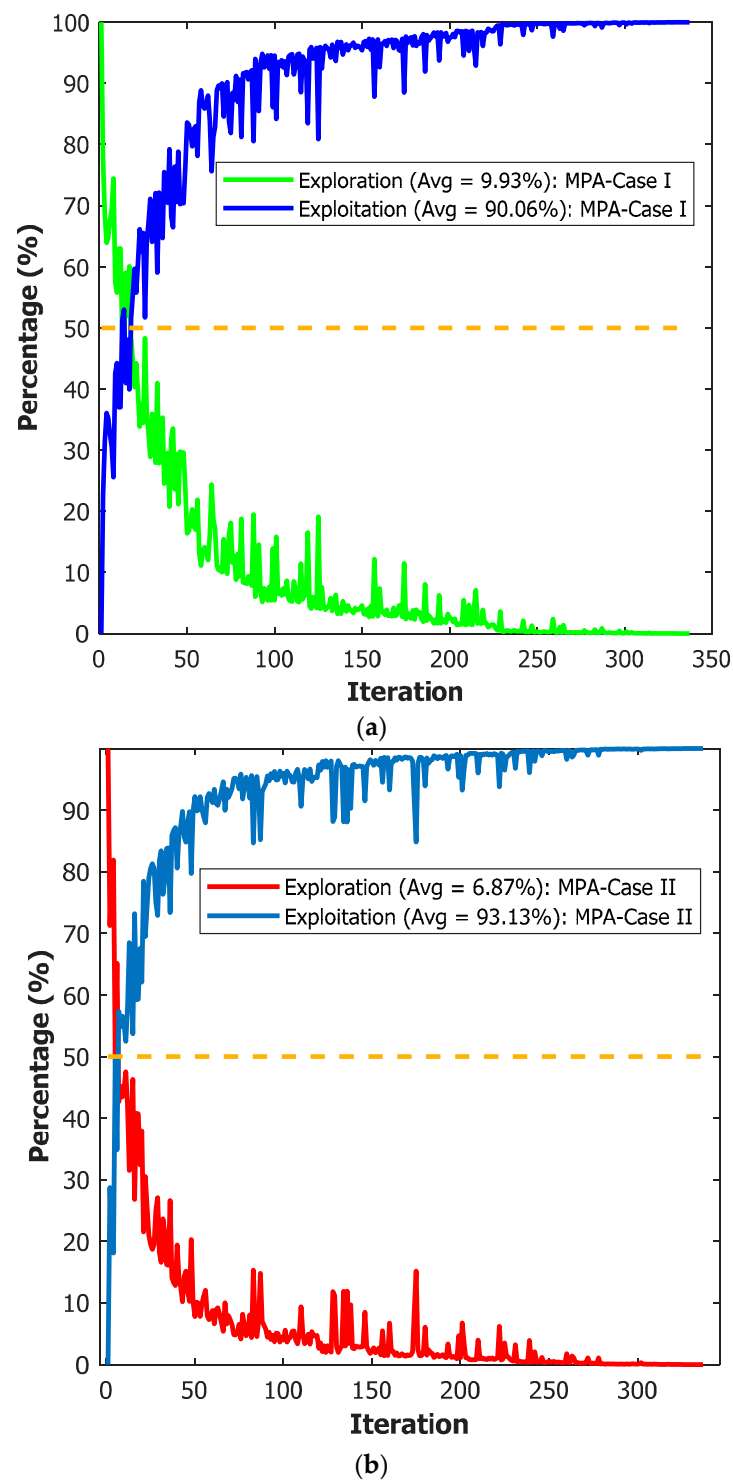 100
90
80
70
60
50
40
30
20
10
0
Percentage (%)
Exploration (Avg = 9.93%): MPA-Case I
Exploitation (Avg = 90.06%): MPA-Case I
0 50 100 150 200 250 300 350
Iteration
(a)
90
80
70
60
50
40
30
20
10
0
Percentage (%)
Exploration (Avg = 6.87%): MPA-Case II
Exploitation (Avg = 93.13%): MPA-Case II
0 50 100 150 200 250 300
Iteration
(b)